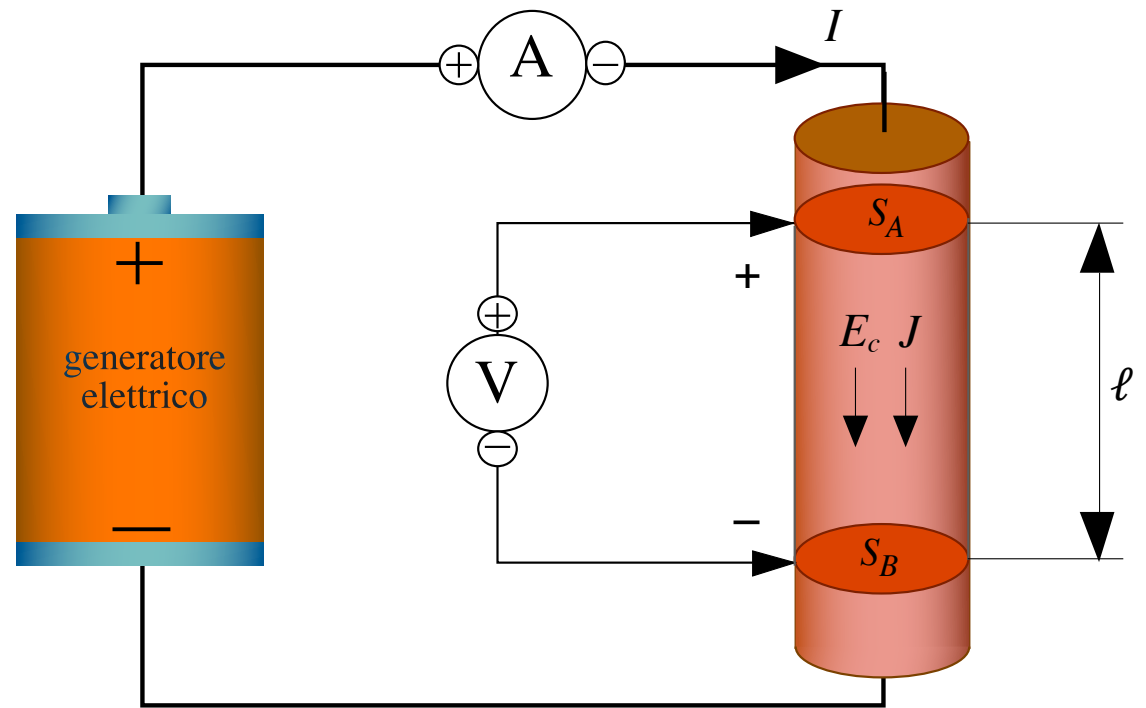 I
+ A −
S_A
+
+
generatore
elettrico
E_c J
+
V
−
ℓ
−
−
S_B